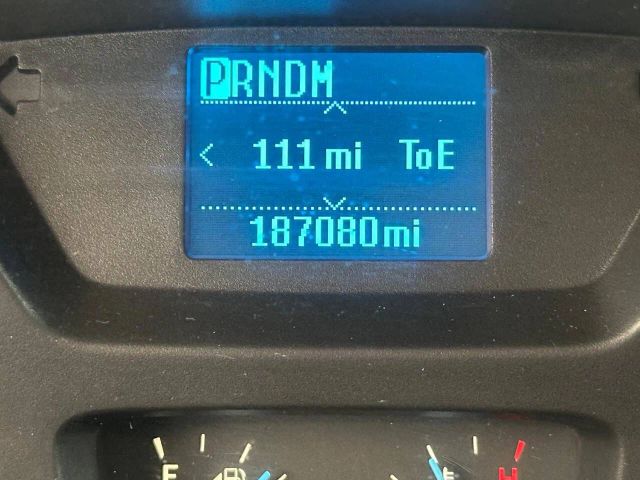 PRNDM
< 111 mi ToE
187080mi
E H